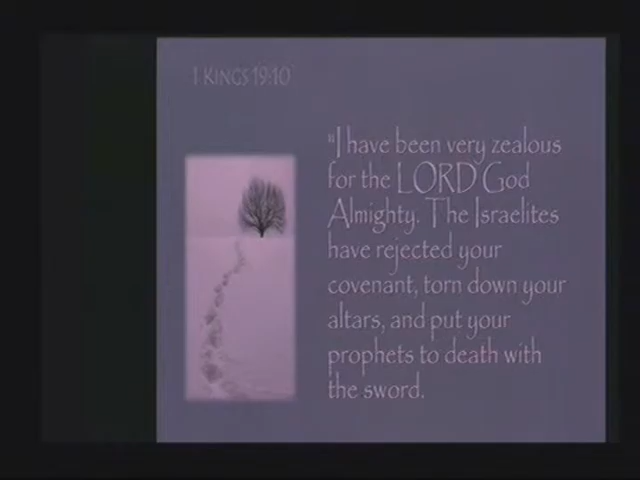 1 KINGS 19:10
"I have been very zealous
for the LORD God
Almighty. The Israelites
have rejected your
covenant, torn down your
altars, and put your
prophets to death with
the sword.